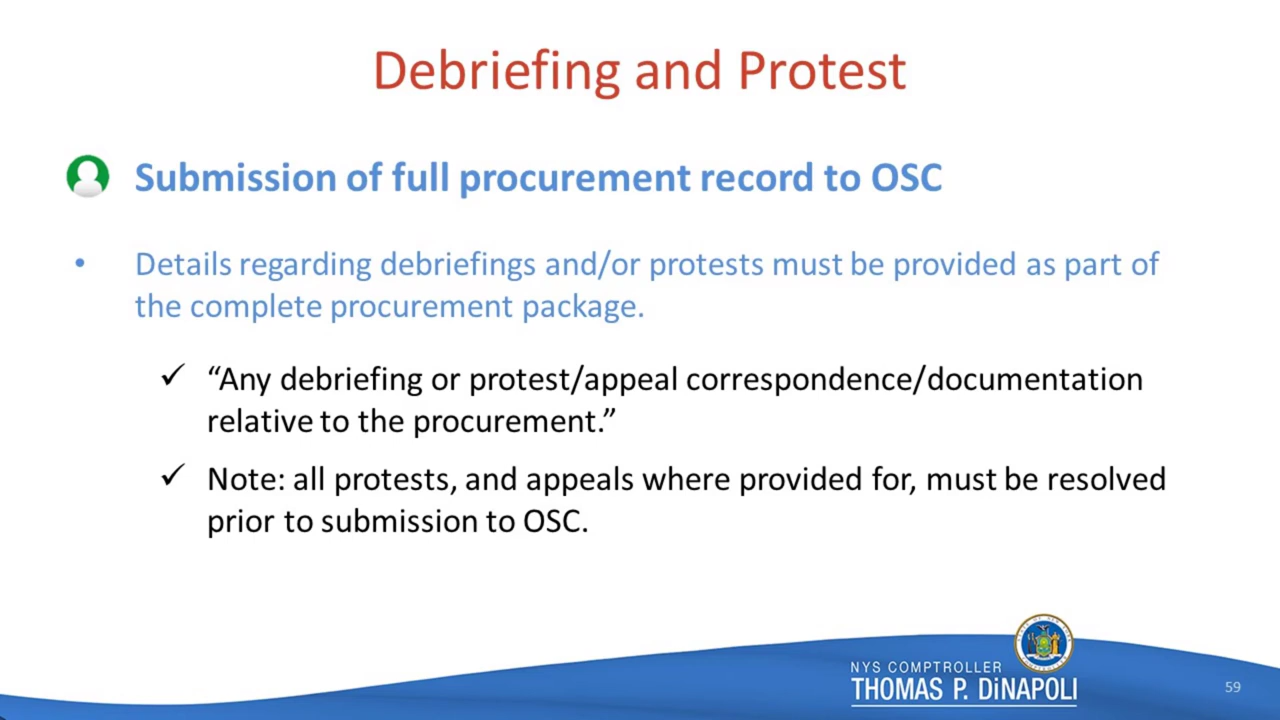 Debriefing and Protest
Submission of full procurement record to OSC
• Details regarding debriefings and/or protests must be provided as part of
the complete procurement package.
✓ “Any debriefing or protest/appeal correspondence/documentation
relative to the procurement.”
✓ Note: all protests, and appeals where provided for, must be resolved
prior to submission to OSC.
NYS COMPTROLLER
THOMAS P. DiNAPOLI
59